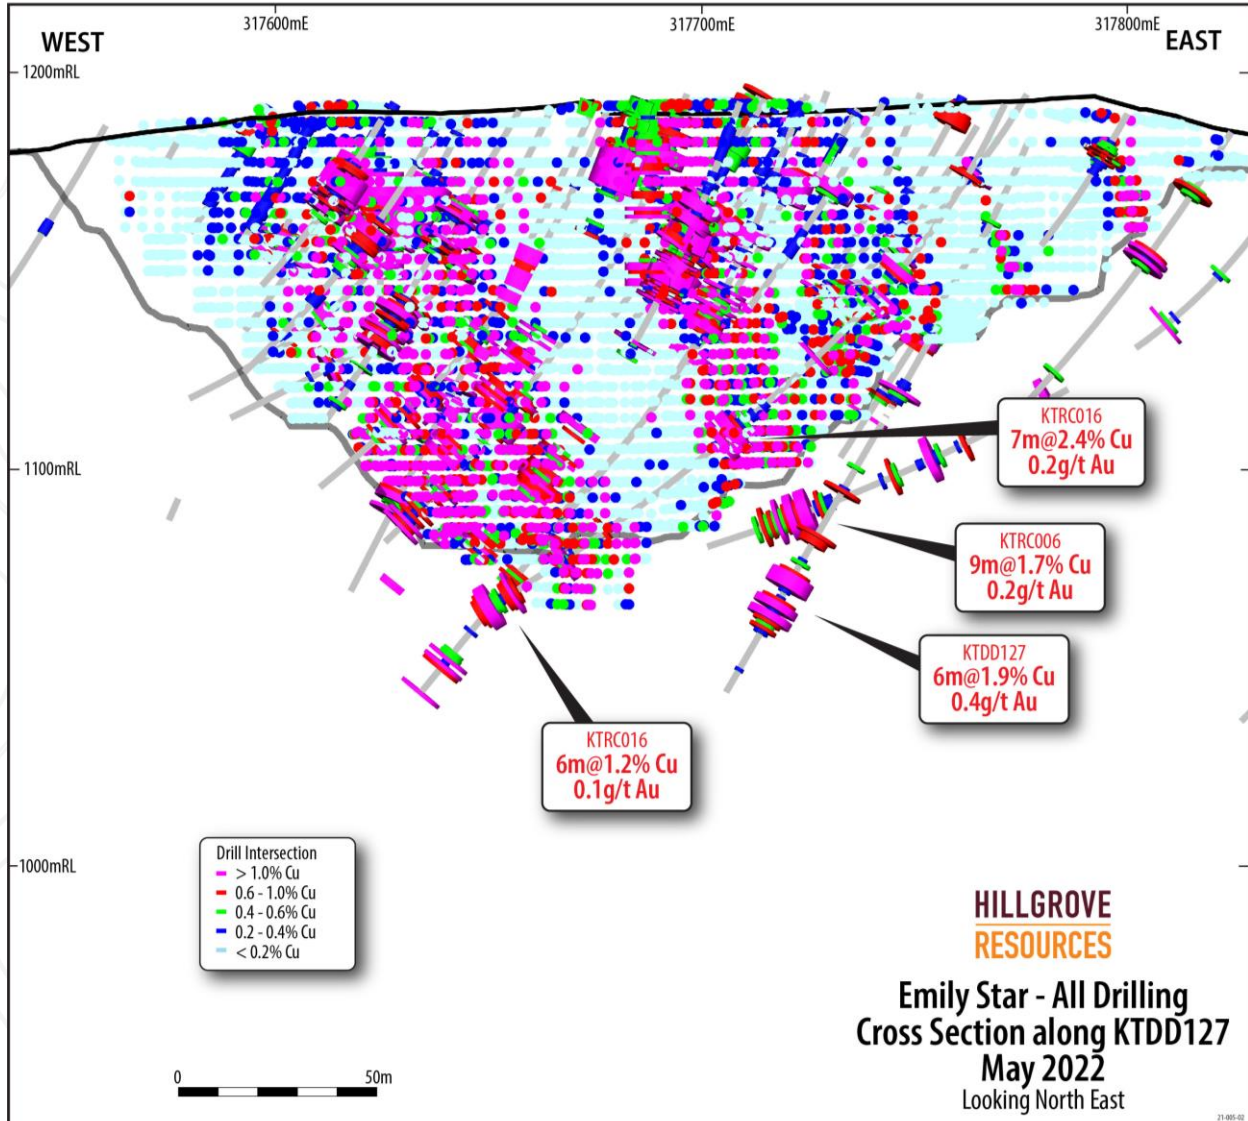 317600mE
317700mE
317800mE
WEST
EAST
1200mRL
1100mRL
KTRC016
7m@2.4% Cu
0.2g/t Au
KTRC006
9m@1.7% Cu
0.2g/t Au
KTDD127
6m@1.9% Cu
0.4g/t Au
KTRC016
6m@1.2% Cu
0.1g/t Au
1000mRL
Drill Intersection
> 1.0% Cu
0.6 - 1.0% Cu
0.4 - 0.6% Cu
0.2 - 0.4% Cu
< 0.2% Cu
HILLGROVE
RESOURCES
Emily Star - All Drilling
Cross Section along KTDD127
May 2022
Looking North East
0 50m
21-005-02